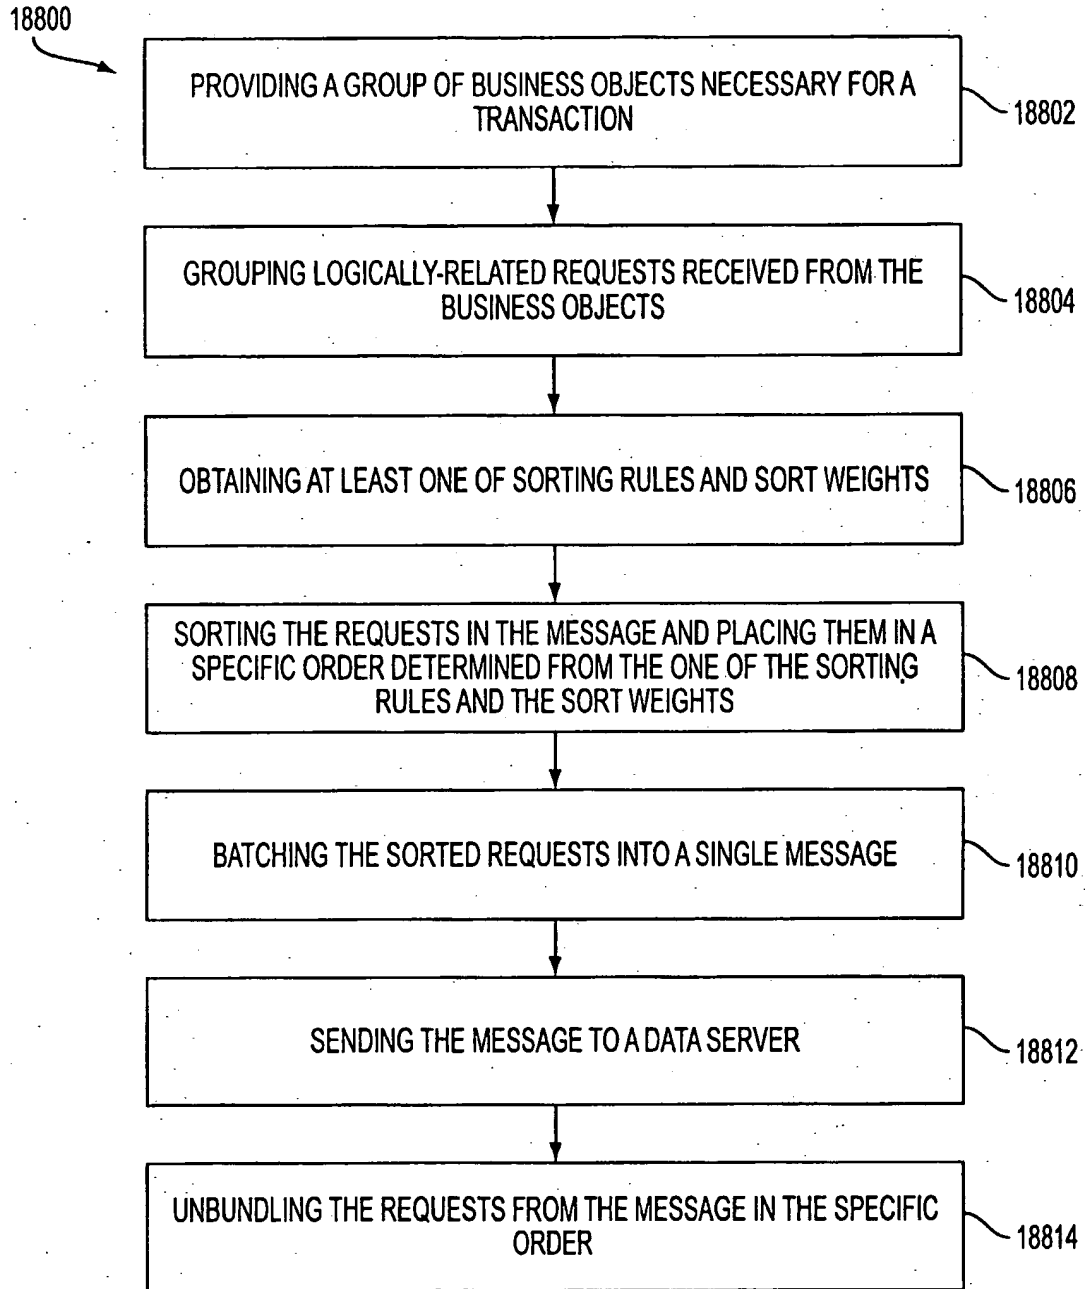 18800
PROVIDING A GROUP OF BUSINESS OBJECTS NECESSARY FOR A
TRANSACTION
18802
GROUPING LOGICALLY-RELATED REQUESTS RECEIVED FROM THE
BUSINESS OBJECTS
18804
OBTAINING AT LEAST ONE OF SORTING RULES AND SORT WEIGHTS
18806
SORTING THE REQUESTS IN THE MESSAGE AND PLACING THEM IN A
SPECIFIC ORDER DETERMINED FROM THE ONE OF THE SORTING
RULES AND THE SORT WEIGHTS
18808
BATCHING THE SORTED REQUESTS INTO A SINGLE MESSAGE
18810
SENDING THE MESSAGE TO A DATA SERVER
18812
UNBUNDLING THE REQUESTS FROM THE MESSAGE IN THE SPECIFIC
ORDER
18814